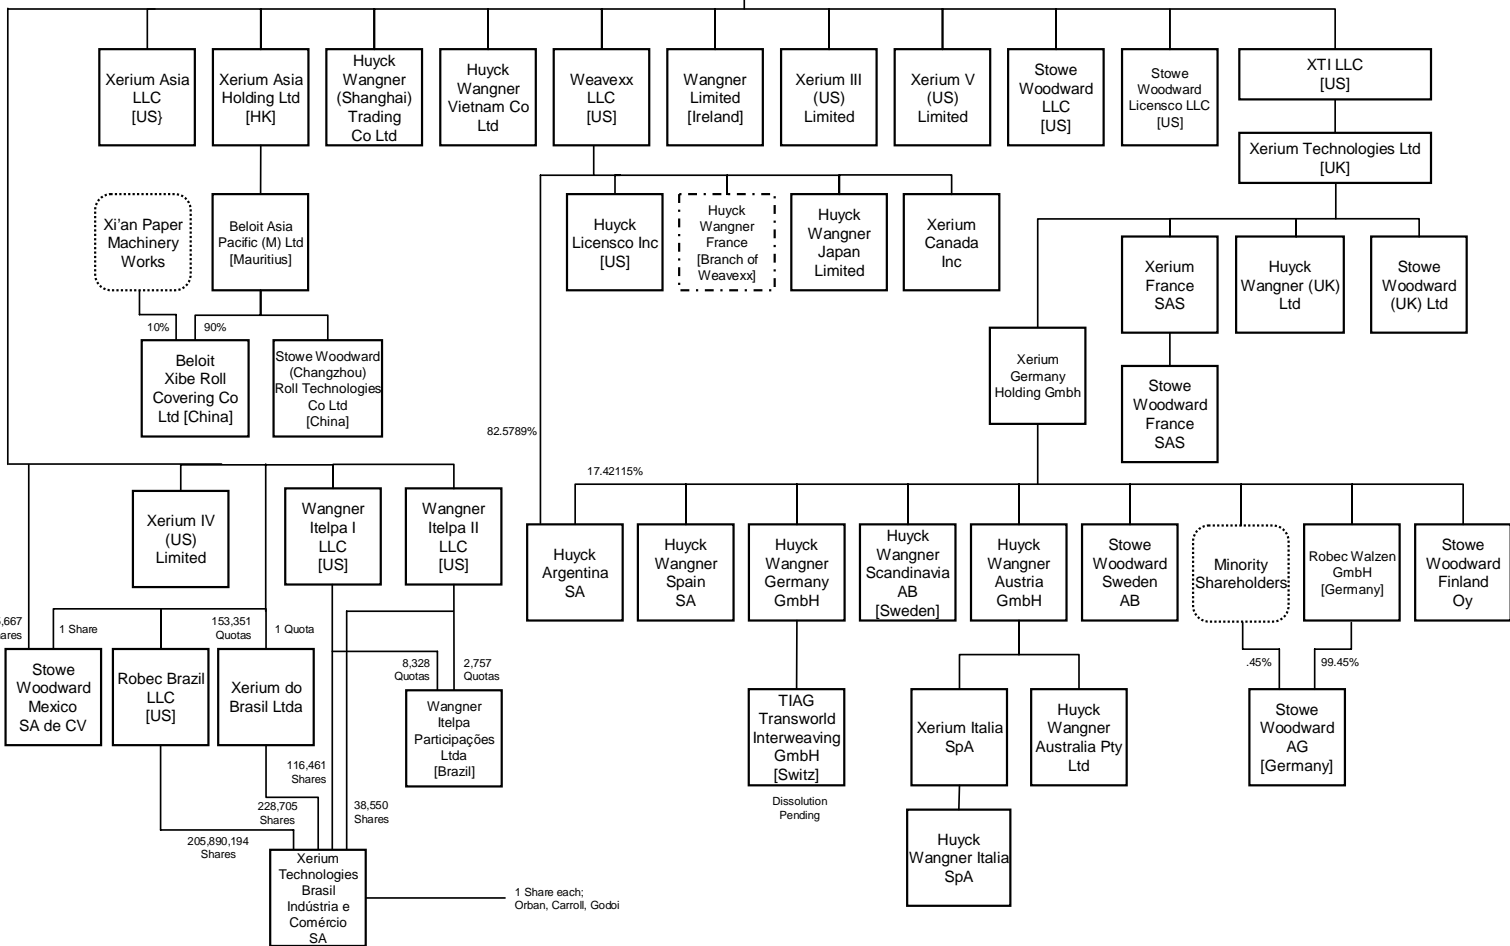 Xerium Asia
LLC
[US}
Xerium Asia
Holding Ltd
[HK]
Huyck
Wangner
(Shanghai)
Trading
Co Ltd
Huyck
Wangner
Vietnam Co
Ltd
Weavexx
LLC
[US]
Wangner
Limited
[Ireland]
Xerium III
(US)
Limited
Xerium V
(US)
Limited
Stowe
Woodward
LLC
[US]
Stowe
Woodward
Licensco LLC
[US]
XTI LLC
[US]
Xerium Technologies Ltd
[UK]
Xi'an Paper
Machinery
Works
Beloit Asia
Pacific (M) Ltd
[Mauritius]
Huyck
Licensco Inc
[US]
Huyck
Wangner
France
[Branch of
Weavexx]
Huyck
Wangner
Japan
Limited
Xerium
Canada
Inc
Xerium
France
SAS
Huyck
Wangner (UK)
Ltd
Stowe
Woodward
(UK) Ltd
10%
90%
Beloit
Xibe Roll
Covering Co
Ltd [China]
Stowe Woodward
(Changzhou)
Roll Technologies
Co Ltd
[China]
Xerium
Germany
Holding Gmbh
Stowe
Woodward
France
SAS
82.5789%
17.42115%
Xerium IV
(US)
Limited
Wangner
Itelpa I
LLC
[US]
Wangner
Itelpa II
LLC
[US]
Huyck
Argentina
SA
Huyck
Wangner
Spain
SA
Huyck
Wangner
Germany
GmbH
Huyck
Wangner
Scandinavia
AB
[Sweden]
Huyck
Wangner
Austria
GmbH
Stowe
Woodward
Sweden
AB
Minority
Shareholders
Robec Walzen
GmbH
[Germany]
Stowe
Woodward
Finland
Oy
,667
ares
1 Share
153,351
Quotas
1 Quota
8,328
Quotas
2,757
Quotas
.45%
99.45%
Stowe
Woodward
Mexico
SA de CV
Robec Brazil
LLC
[US]
Xerium do
Brasil Ltda
Wangner
Itelpa
Participações
Ltda
[Brazil]
TIAG
Transworld
Interweaving
GmbH
[Switz]
Dissolution
Pending
Xerium Italia
SpA
Huyck
Wangner
Australia Pty
Ltd
Stowe
Woodward
AG
[Germany]
116,461
Shares
228,705
Shares
38,550
Shares
205,890,194
Shares
Huyck
Wangner Italia
SpA
Xerium
Technologies
Brasil
Indústria e
Comércio
SA
1 Share each;
Orban, Carroll, Godoi